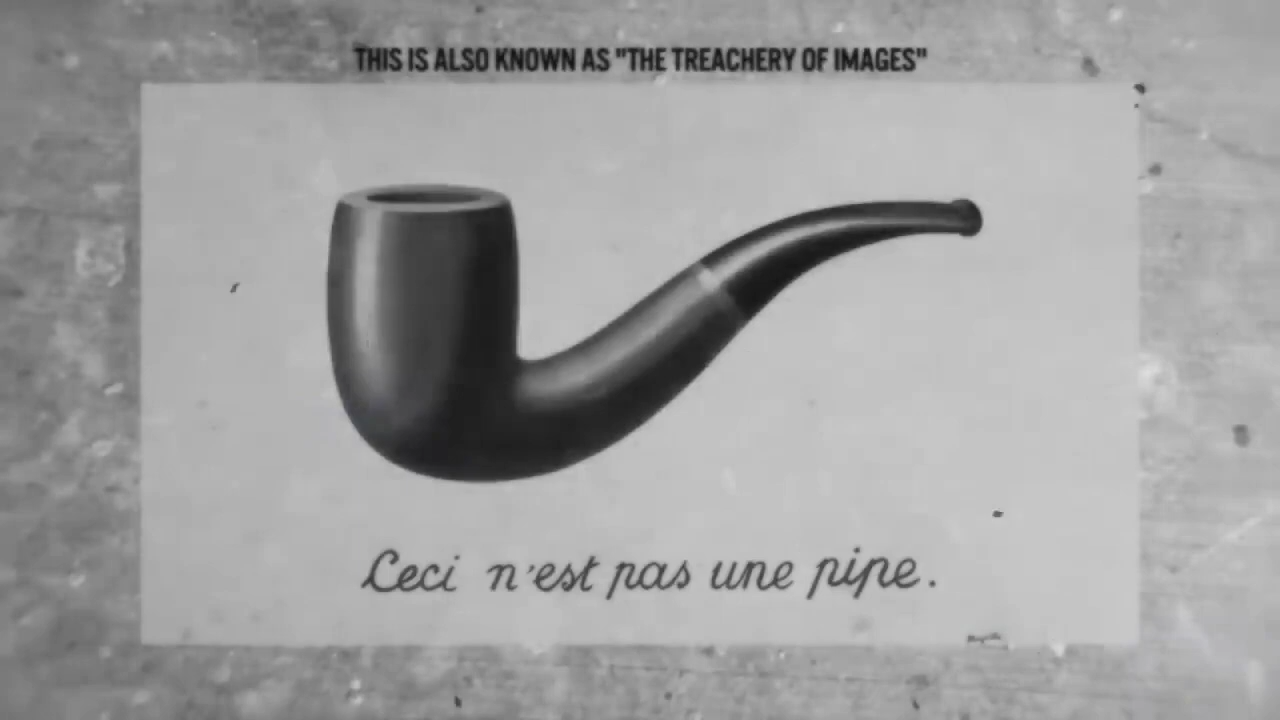 THIS IS ALSO KNOWN AS "THE TREACHERY OF IMAGES"
Ceci n'est pas une pipe.